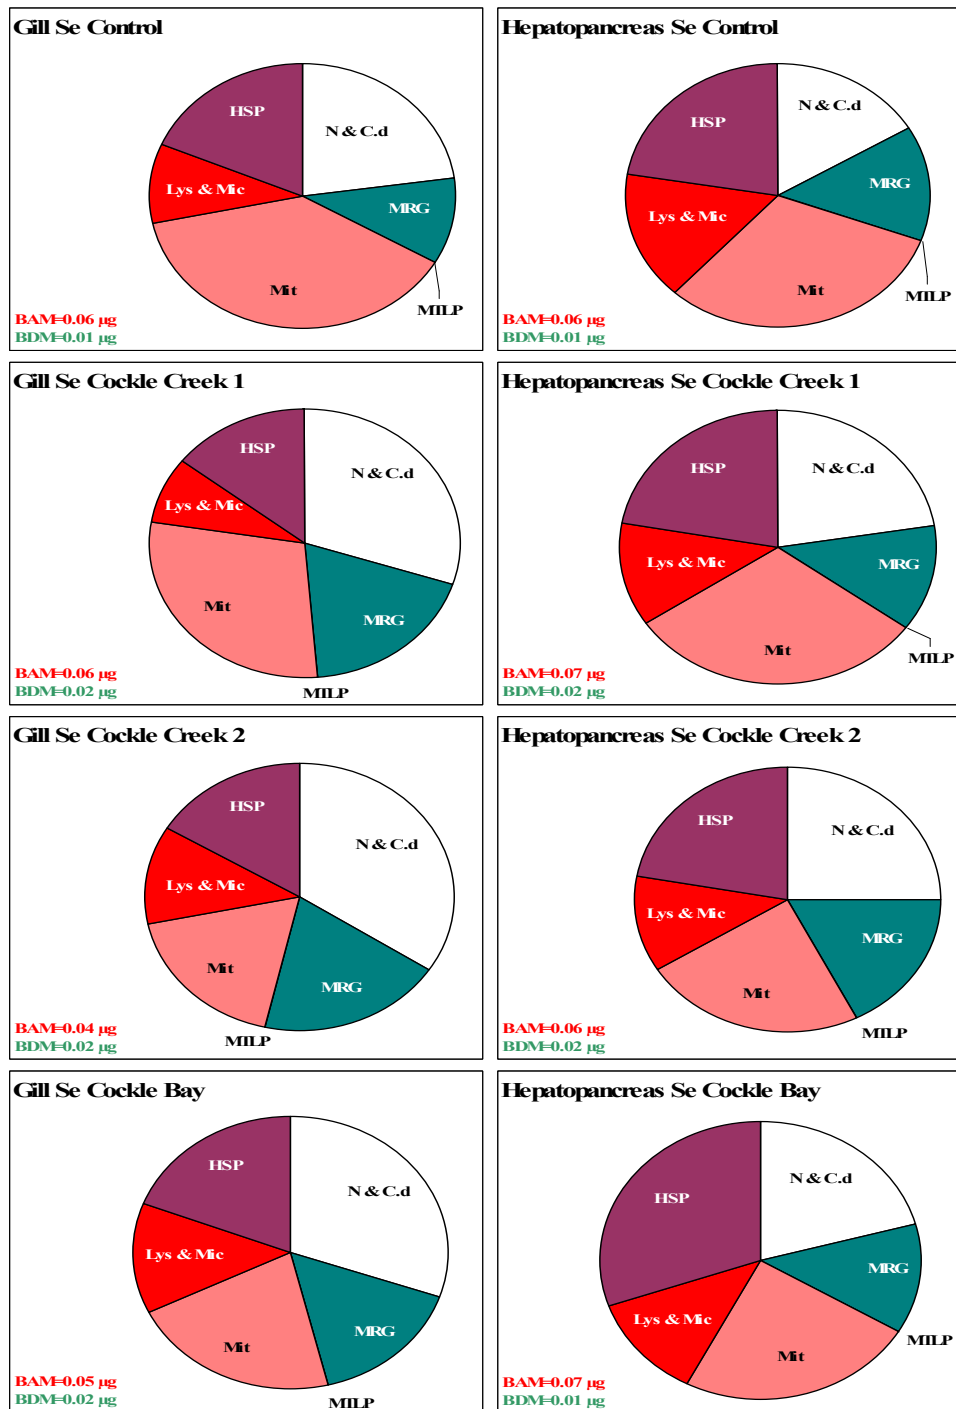 Gill Se Control
HSP
N & C.d
Lys & Mic
MRG
Mit
MTLP
BAM=0.06 µg
BDM=0.01 µg
Hepatopancreas Se Control
HSP
N & C.d
MRG
Lys & Mic
Mit
MTLP
BAM=0.06 µg
BDM=0.01 µg
Gill Se Cockle Creek 1
HSP
N & C.d
Lys & Mic
Mit
MRG
MTLP
BAM=0.06 µg
BDM=0.02 µg
Hepatopancreas Se Cockle Creek 1
HSP
N & C.d
Lys & Mic
MRG
Mit
MTLP
BAM=0.07 µg
BDM=0.02 µg
Gill Se Cockle Creek 2
HSP
N & C.d
Lys & Mic
Mit
MRG
MTLP
BAM=0.04 µg
BDM=0.02 µg
Hepatopancreas Se Cockle Creek 2
HSP
N & C.d
Lys & Mic
MRG
Mit
MTLP
BAM=0.06 µg
BDM=0.02 µg
Gill Se Cockle Bay
HSP
N & C.d
Lys & Mic
Mit
MRG
MTLP
BAM=0.05 µg
BDM=0.02 µg
Hepatopancreas Se Cockle Bay
HSP
N & C.d
MRG
Lys & Mic
Mit
MTLP
BAM=0.07 µg
BDM=0.01 µg